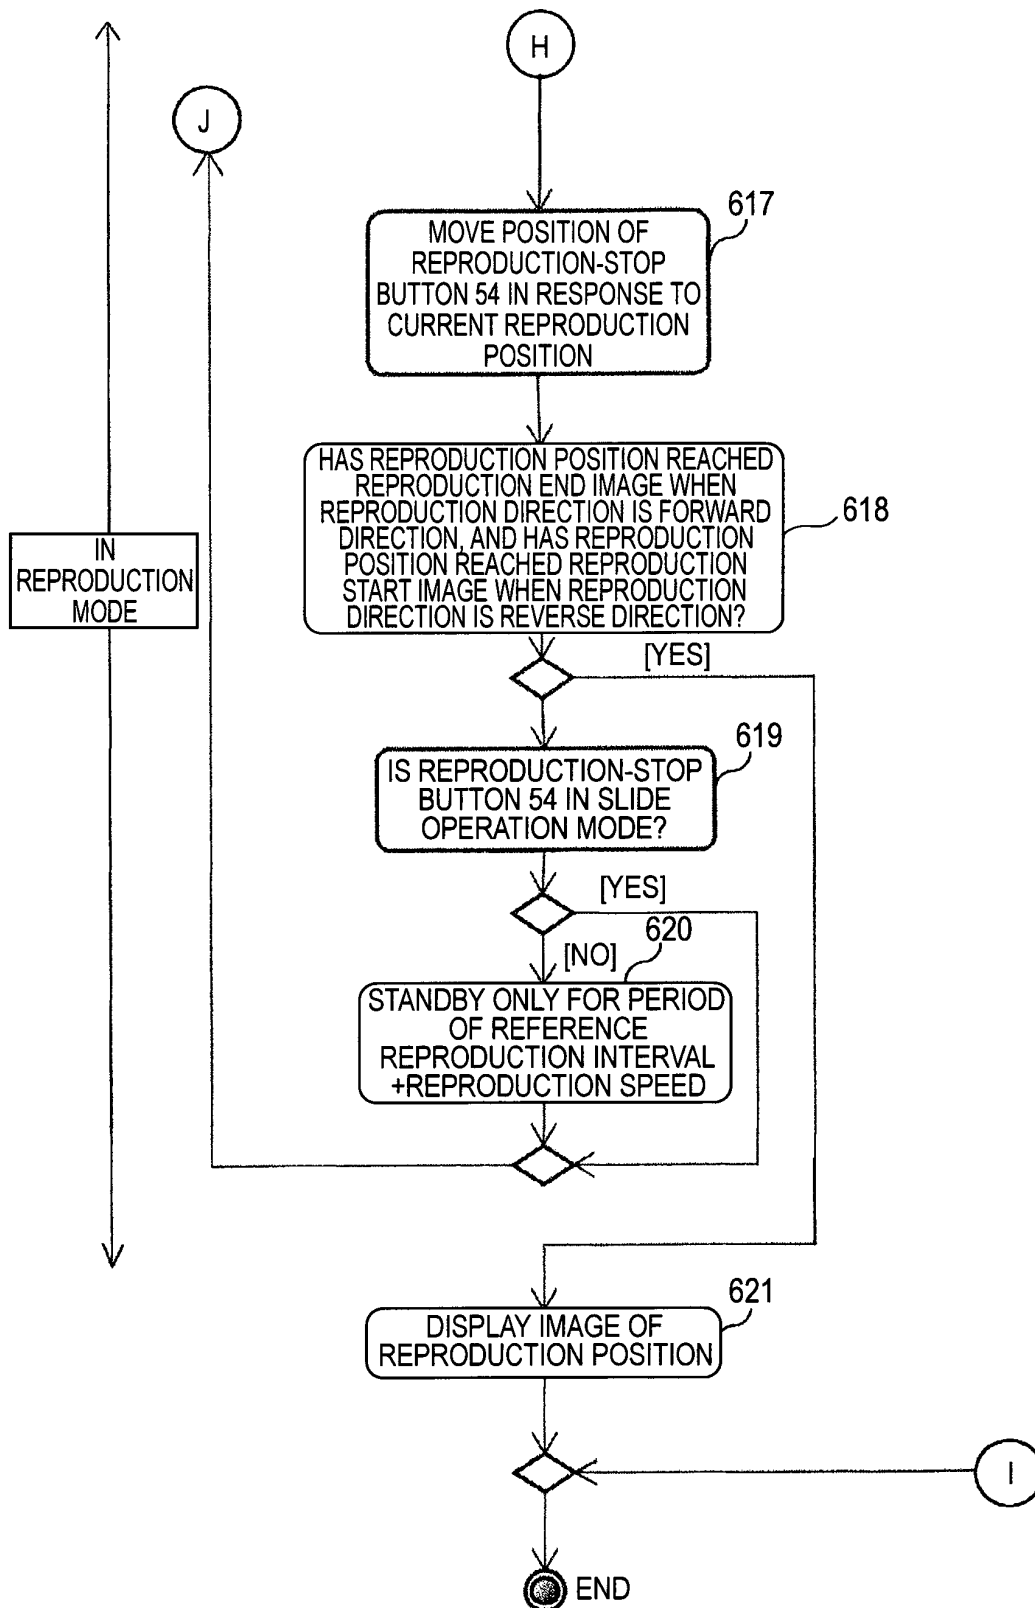 H
J
617
MOVE POSITION OF
REPRODUCTION-STOP
BUTTON 54 IN RESPONSE TO
CURRENT REPRODUCTION
POSITION
HAS REPRODUCTION POSITION REACHED
REPRODUCTION END IMAGE WHEN
REPRODUCTION DIRECTION IS FORWARD
DIRECTION, AND HAS REPRODUCTION
POSITION REACHED REPRODUCTION
START IMAGE WHEN REPRODUCTION
DIRECTION IS REVERSE DIRECTION?
618
IN
REPRODUCTION
MODE
[YES]
619
IS REPRODUCTION-STOP
BUTTON 54 IN SLIDE
OPERATION MODE?
[YES]
620
[NO]
STANDBY ONLY FOR PERIOD
OF REFERENCE
REPRODUCTION INTERVAL
+REPRODUCTION SPEED
621
DISPLAY IMAGE OF
REPRODUCTION POSITION
I
END